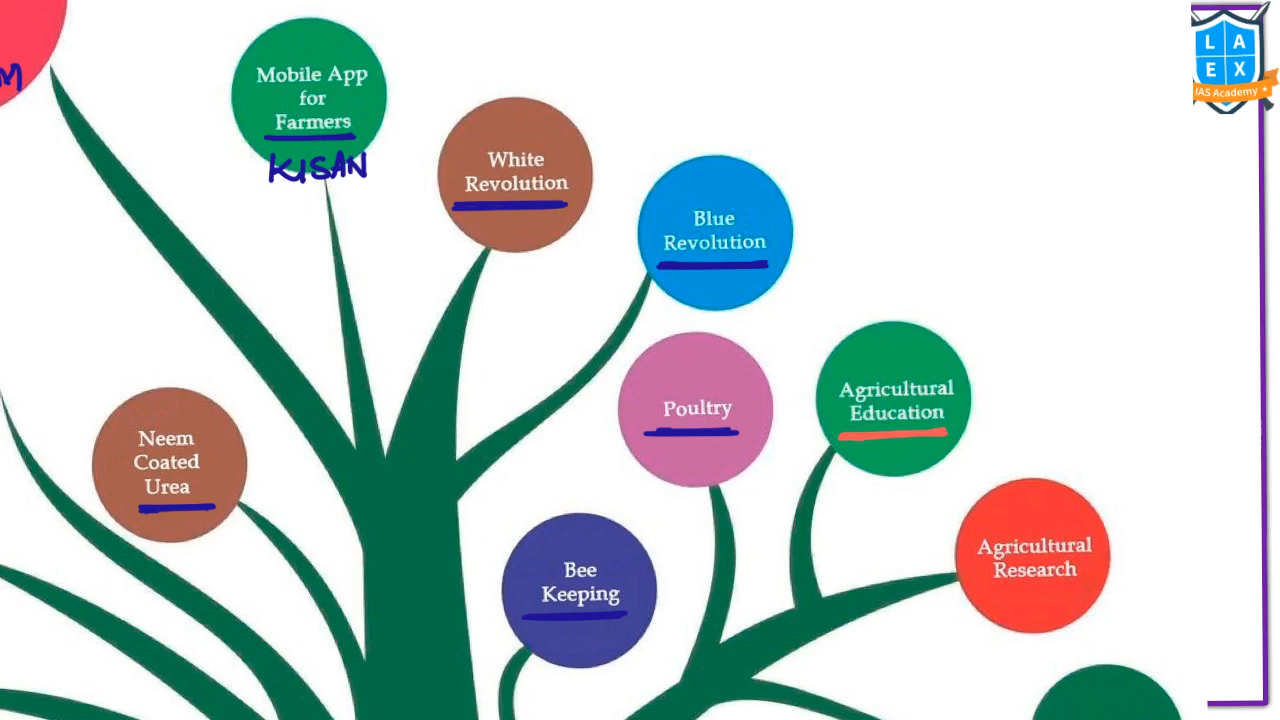 Mobile App
for
Farmers
KISAN
White
Revolution
Blue
Revolution
Poultry
Agricultural
Education
Neem
Coated
Urea
Bee
Keeping
Agricultural
Research
L A
E X
IAS Academy